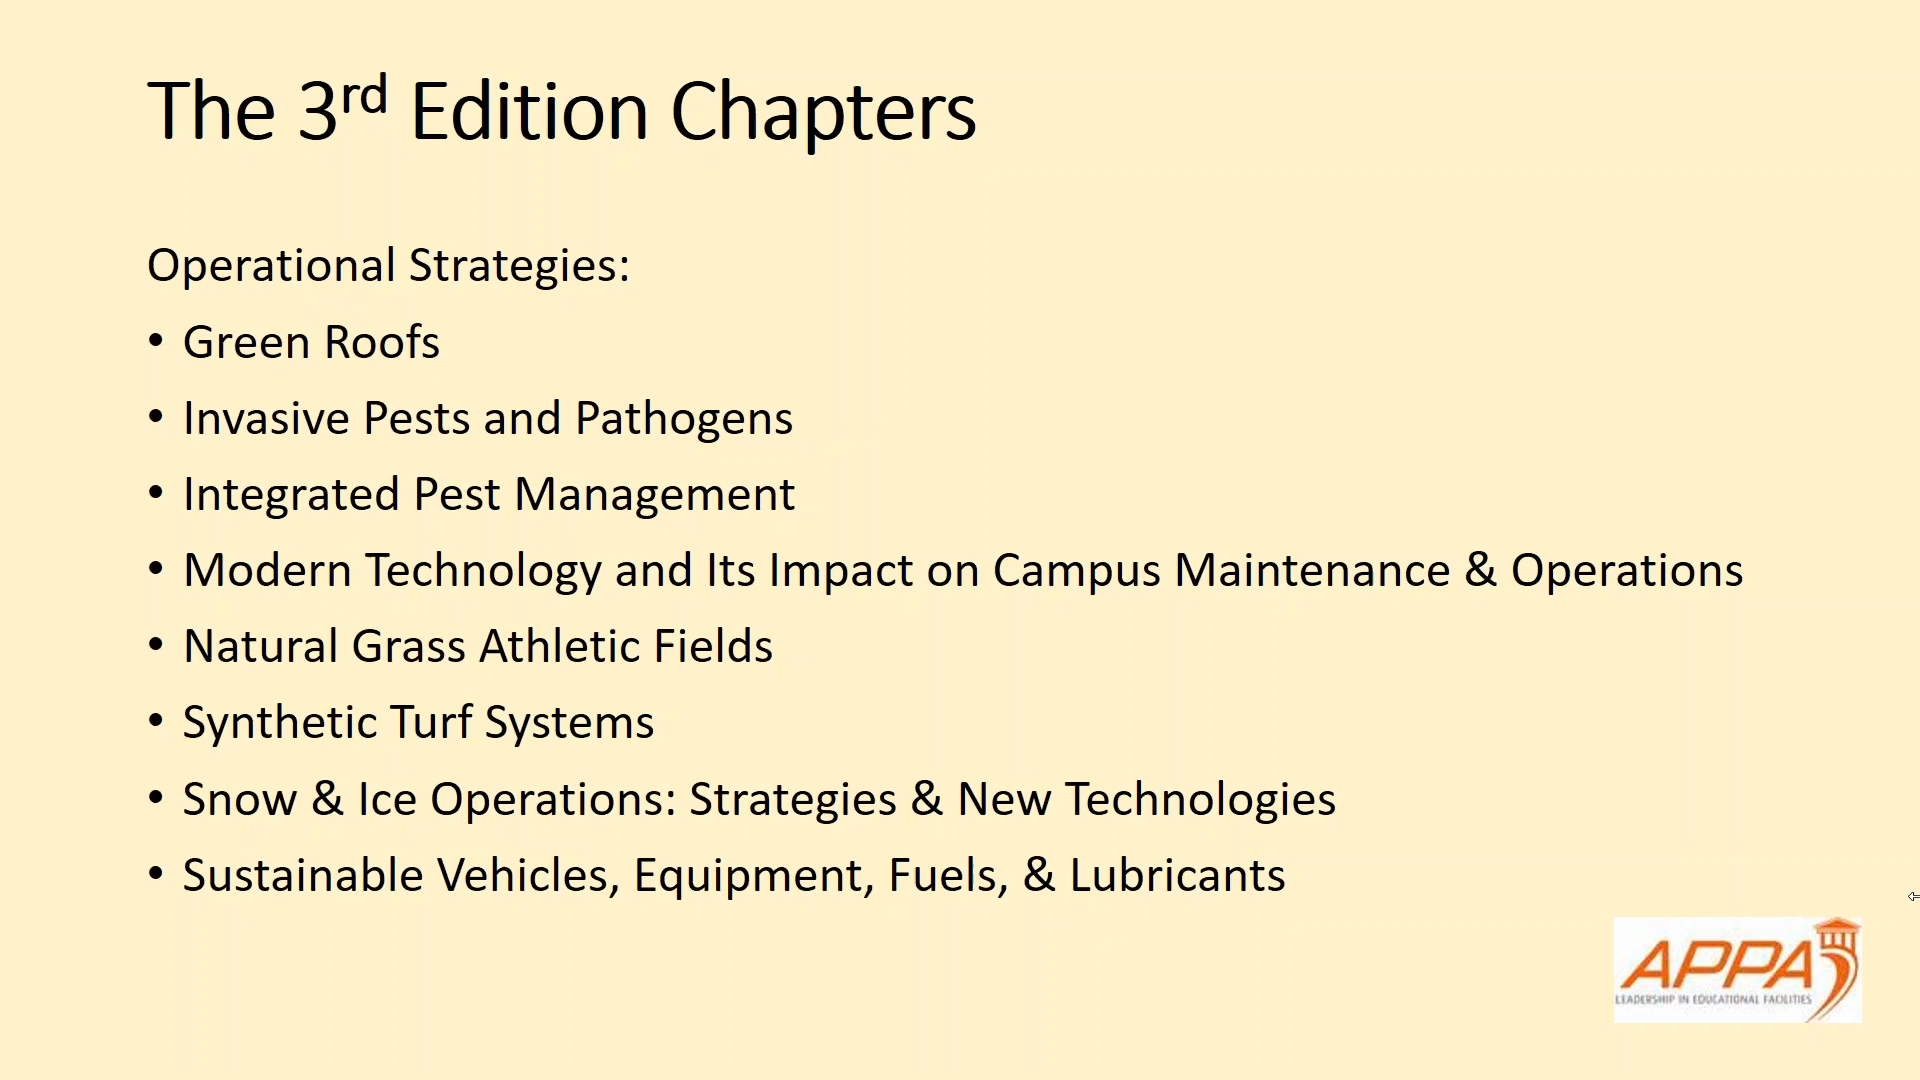 The 3rd Edition Chapters
Operational Strategies:
• Green Roofs
• Invasive Pests and Pathogens
• Integrated Pest Management
• Modern Technology and Its Impact on Campus Maintenance & Operations
• Natural Grass Athletic Fields
• Synthetic Turf Systems
• Snow & Ice Operations: Strategies & New Technologies
• Sustainable Vehicles, Equipment, Fuels, & Lubricants
APPA
LEADERSHIP IN EDUCATIONAL FACILITIES